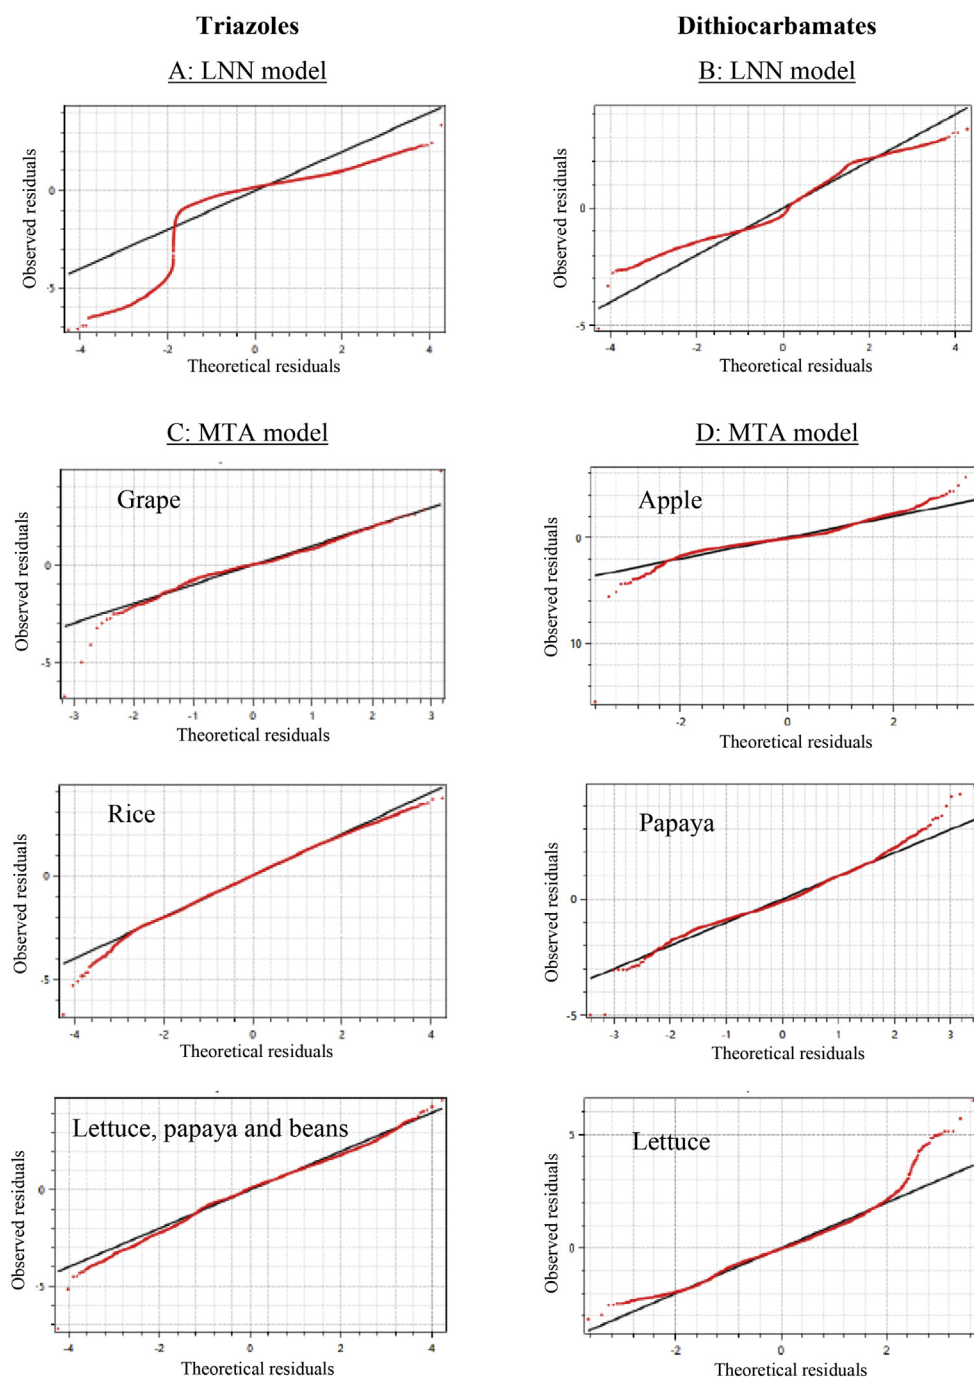 Triazoles
Dithiocarbamates
A: LNN model
B: LNN model
Observed residuals
0
-5
-4
-2
0
2
4
Theoretical residuals
Observed residuals
0
-5
-4
-2
0
2
4
Theoretical residuals
C: MTA model
D: MTA model
Grape
Observed residuals
0
-5
-3
-2
-1
0
1
2
3
Theoretical residuals
Apple
Observed residuals
0
10
-2
0
2
Theoretical residuals
Rice
Observed residuals
0
-5
-4
-2
0
2
4
Theoretical residuals
Papaya
Observed residuals
0
-5
-3
-2
-1
0
1
2
3
Theoretical residuals
Lettuce, papaya and beans
Observed residuals
0
-5
-4
-2
0
2
4
Theoretical residuals
Lettuce
Observed residuals
5
0
-2
0
2
Theoretical residuals